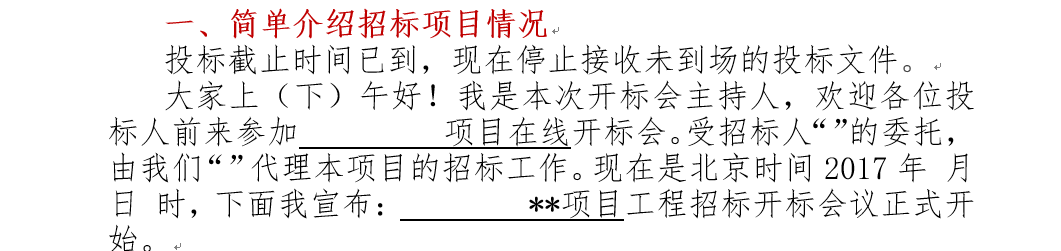 一、简单介绍招标项目情况
投标截止时间已到，现在停止接收未到场的投标文件。
大家上（下）午好！我是本次开标会主持人，欢迎各位投
标人前来参加          项目在线开标会。受招标人“”的委托，
由我们“”代理本项目的招标工作。现在是北京时间 2017 年  月
日  时，下面我宣布：          **项目工程招标开标会议正式开
始。